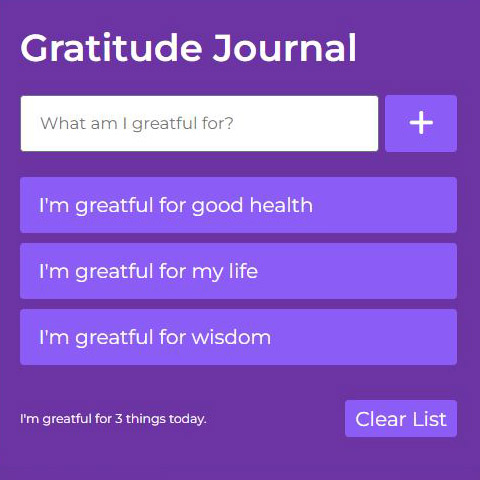 Gratitude Journal
What am I greatful for?
I'm greatful for good health
I'm greatful for my life
I'm greatful for wisdom
I'm greatful for 3 things today.
Clear List